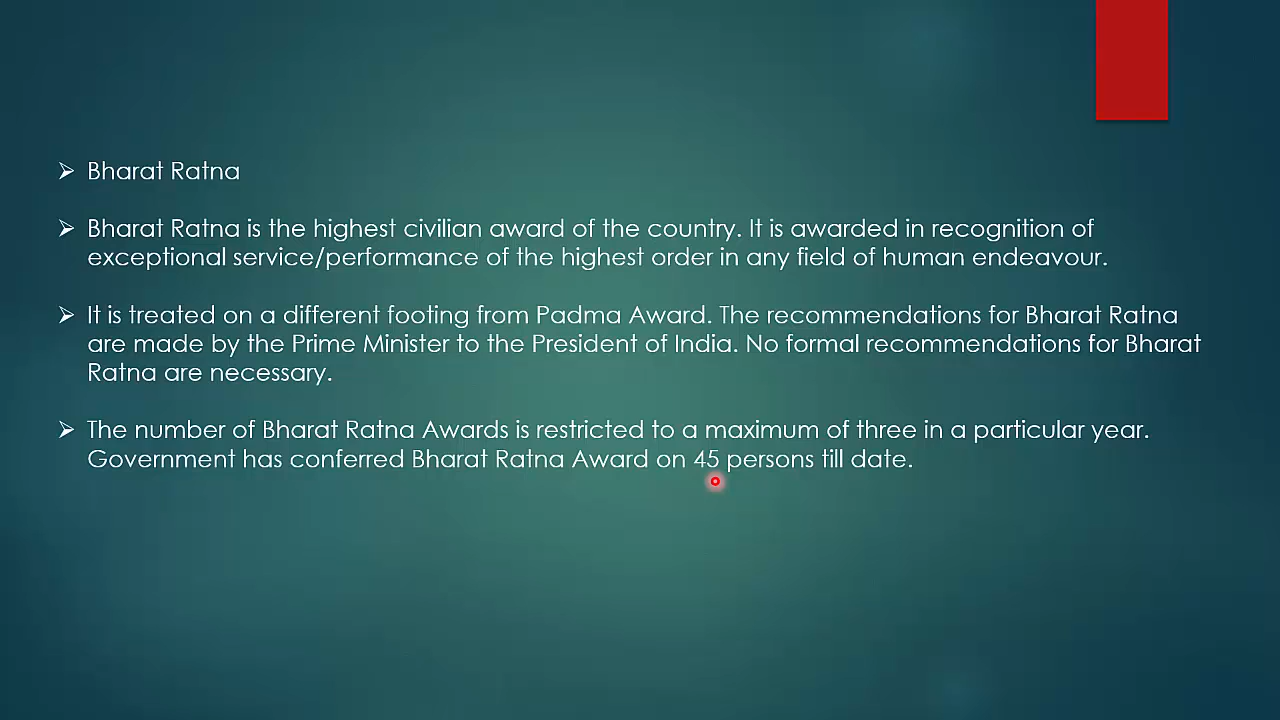 ➢ Bharat Ratna
➢ Bharat Ratna is the highest civilian award of the country. It is awarded in recognition of
exceptional service/performance of the highest order in any field of human endeavour.
➢ It is treated on a different footing from Padma Award. The recommendations for Bharat Ratna
are made by the Prime Minister to the President of India. No formal recommendations for Bharat
Ratna are necessary.
➢ The number of Bharat Ratna Awards is restricted to a maximum of three in a particular year.
Government has conferred Bharat Ratna Award on 45 persons till date.